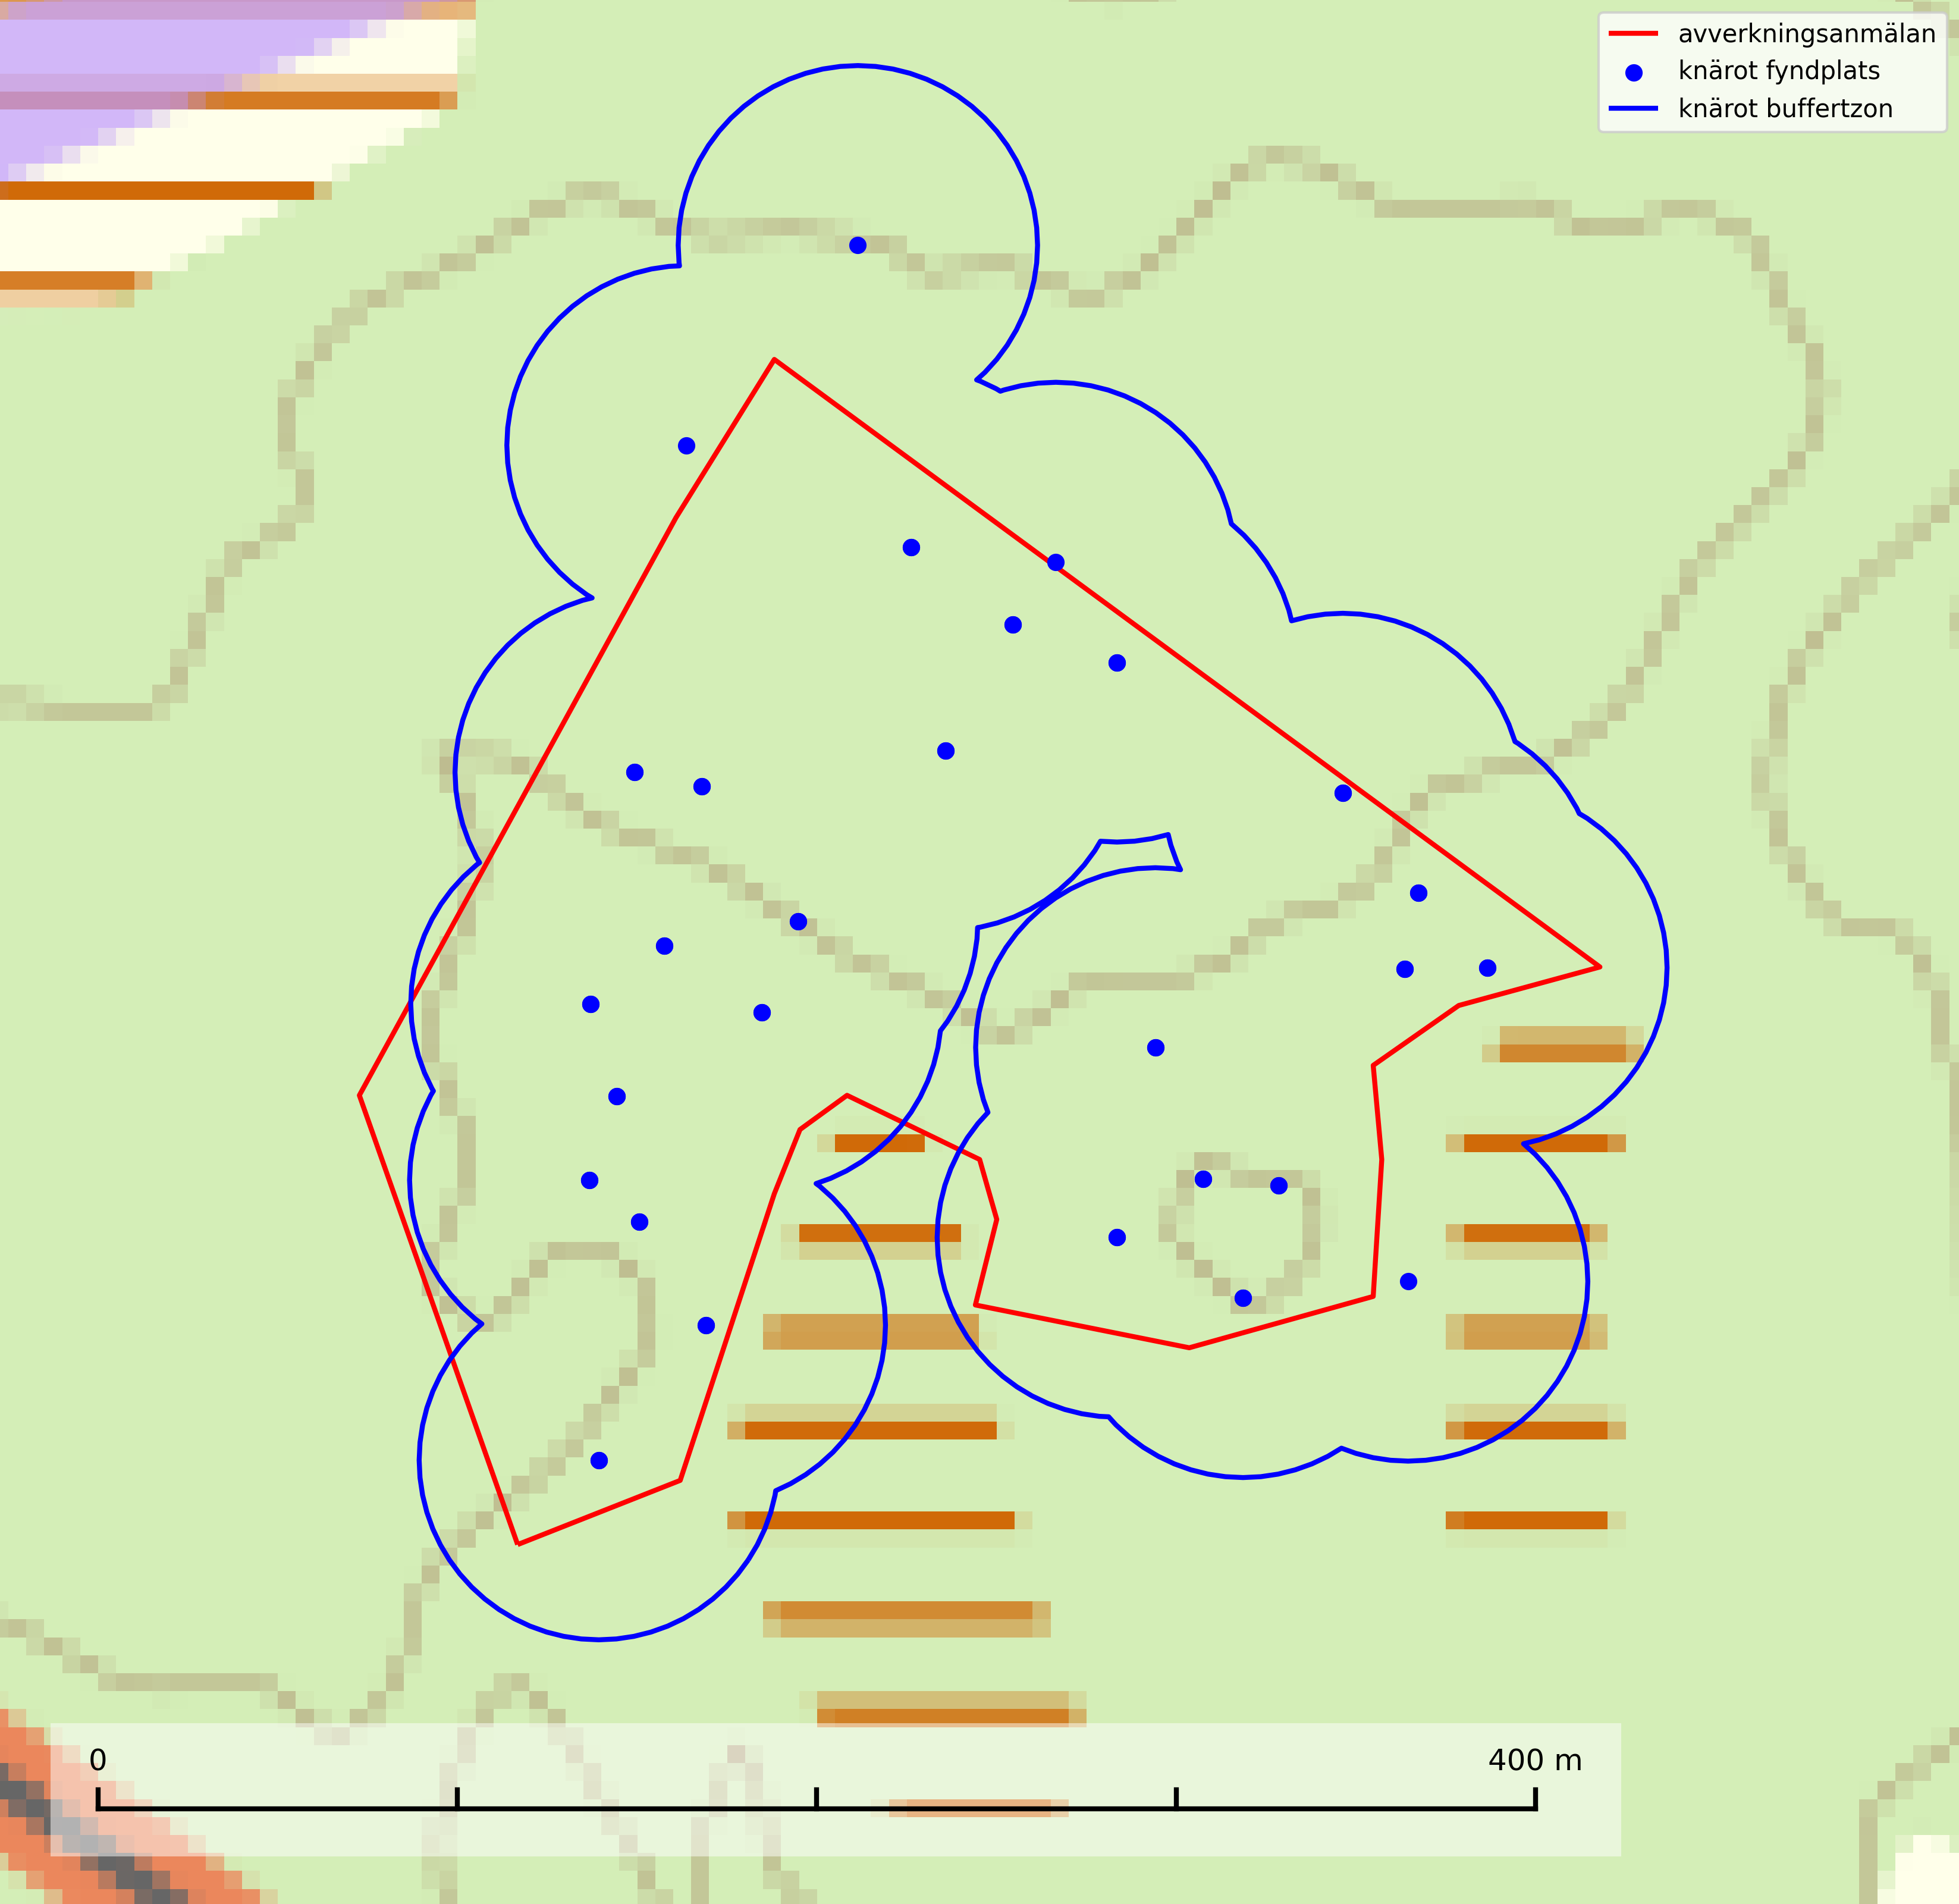 avverkningsanmälan
knärot fyndplats
knärot buffertzon
0
400 m